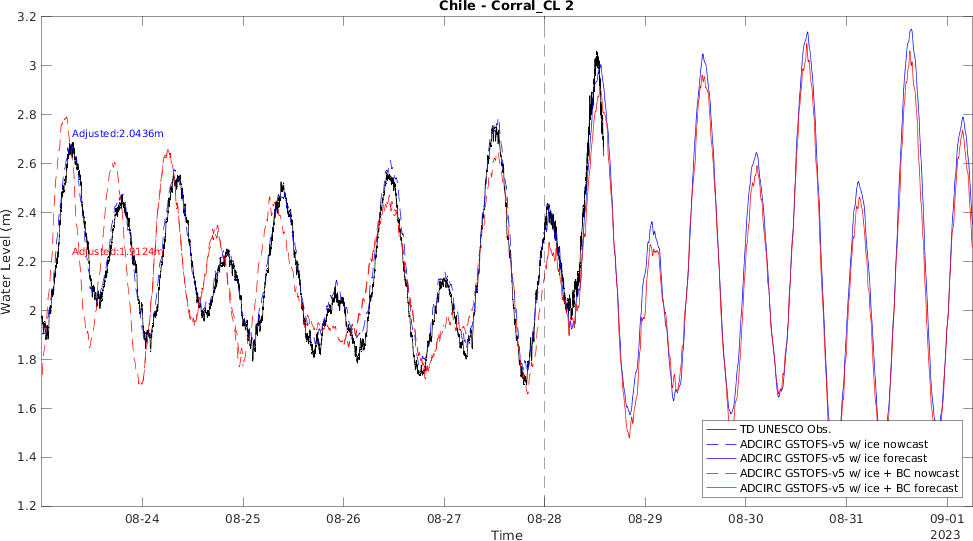 Chile - Corral_CL 2
3.2
3
2.8
2.6
2.4
2.2
2
1.8
1.6
1.4
1.2
Water Level (m)
Adjusted:2.0436m
Adjusted:1.9124m
TD UNESCO Obs.
ADCIRC GSTOFS-v5 w/ ice nowcast
ADCIRC GSTOFS-v5 w/ ice forecast
ADCIRC GSTOFS-v5 w/ ice + BC nowcast
ADCIRC GSTOFS-v5 w/ ice + BC forecast
08-24 08-25 08-26 08-27 08-28 08-29 08-30 08-31 09-01
2023
Time